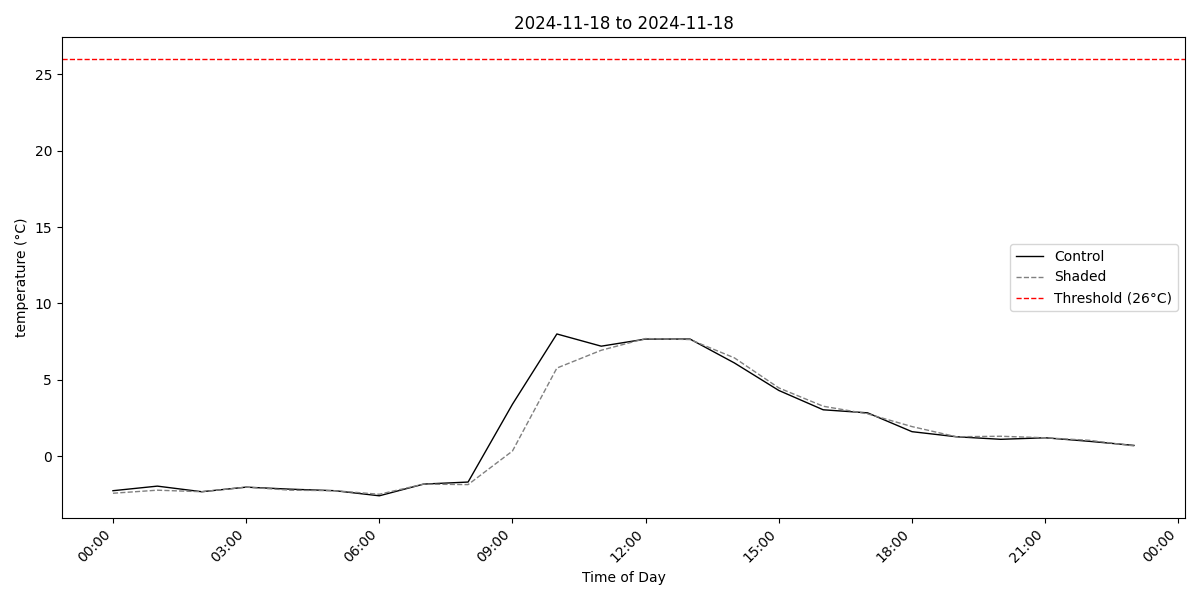 2024-11-18 to 2024-11-18
temperature (°C)
25
20
15
10
5
0
Control
Shaded
Threshold (26°C)
00:00
03:00
06:00
09:00
12:00
15:00
18:00
21:00
00:00
Time of Day